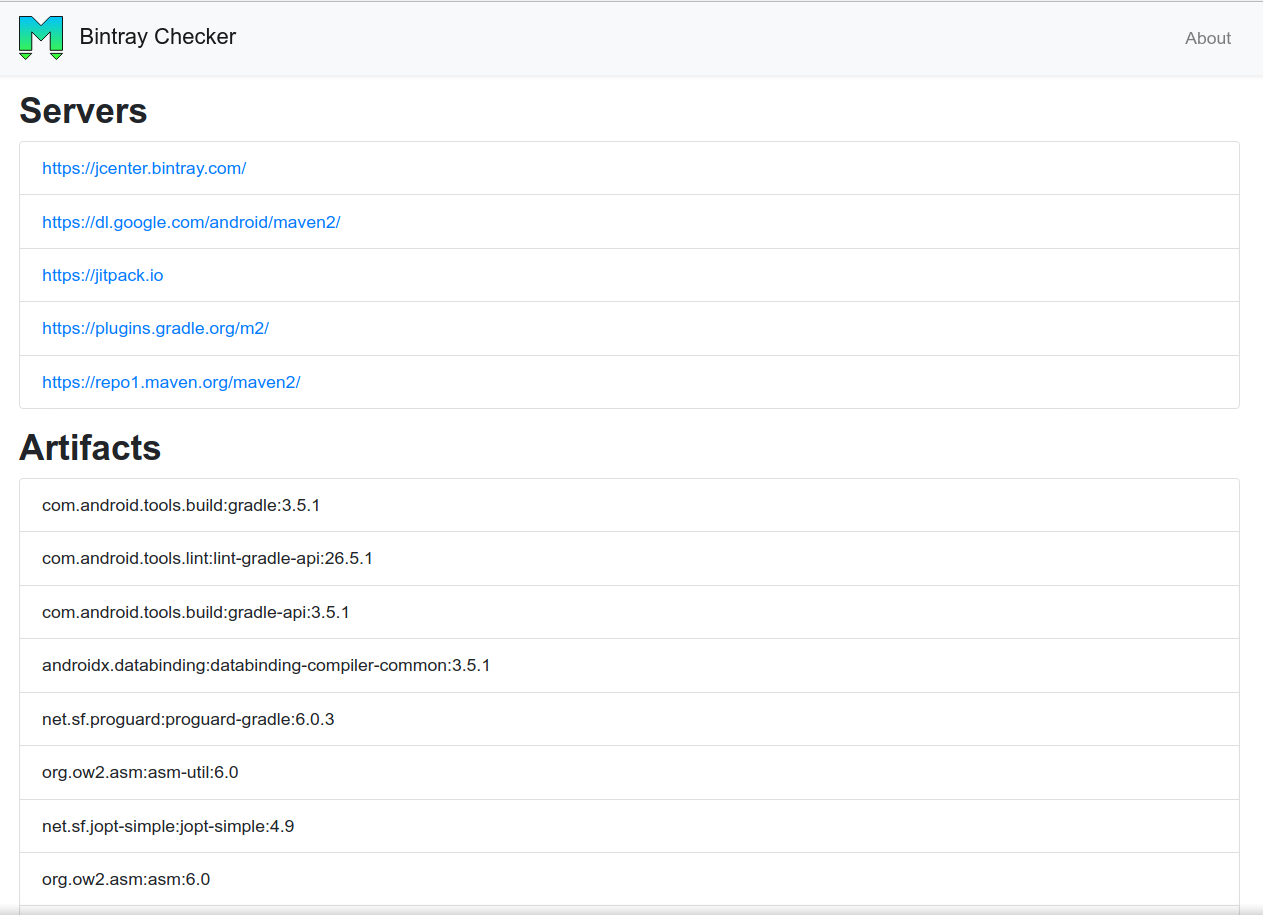 Bintray Checker
About
Servers
https://jcenter.bintray.com/
https://dl.google.com/android/maven2/
https://jitpack.io
https://plugins.gradle.org/m2/
https://repo1.maven.org/maven2/
Artifacts
com.android.tools.build:gradle:3.5.1
com.android.tools.lint:lint-gradle-api:26.5.1
com.android.tools.build:gradle-api:3.5.1
androidx.databinding:databinding-compiler-common:3.5.1
net.sf.proguard:proguard-gradle:6.0.3
org.ow2.asm:asm-util:6.0
net.sf.jopt-simple:jopt-simple:4.9
org.ow2.asm:asm:6.0